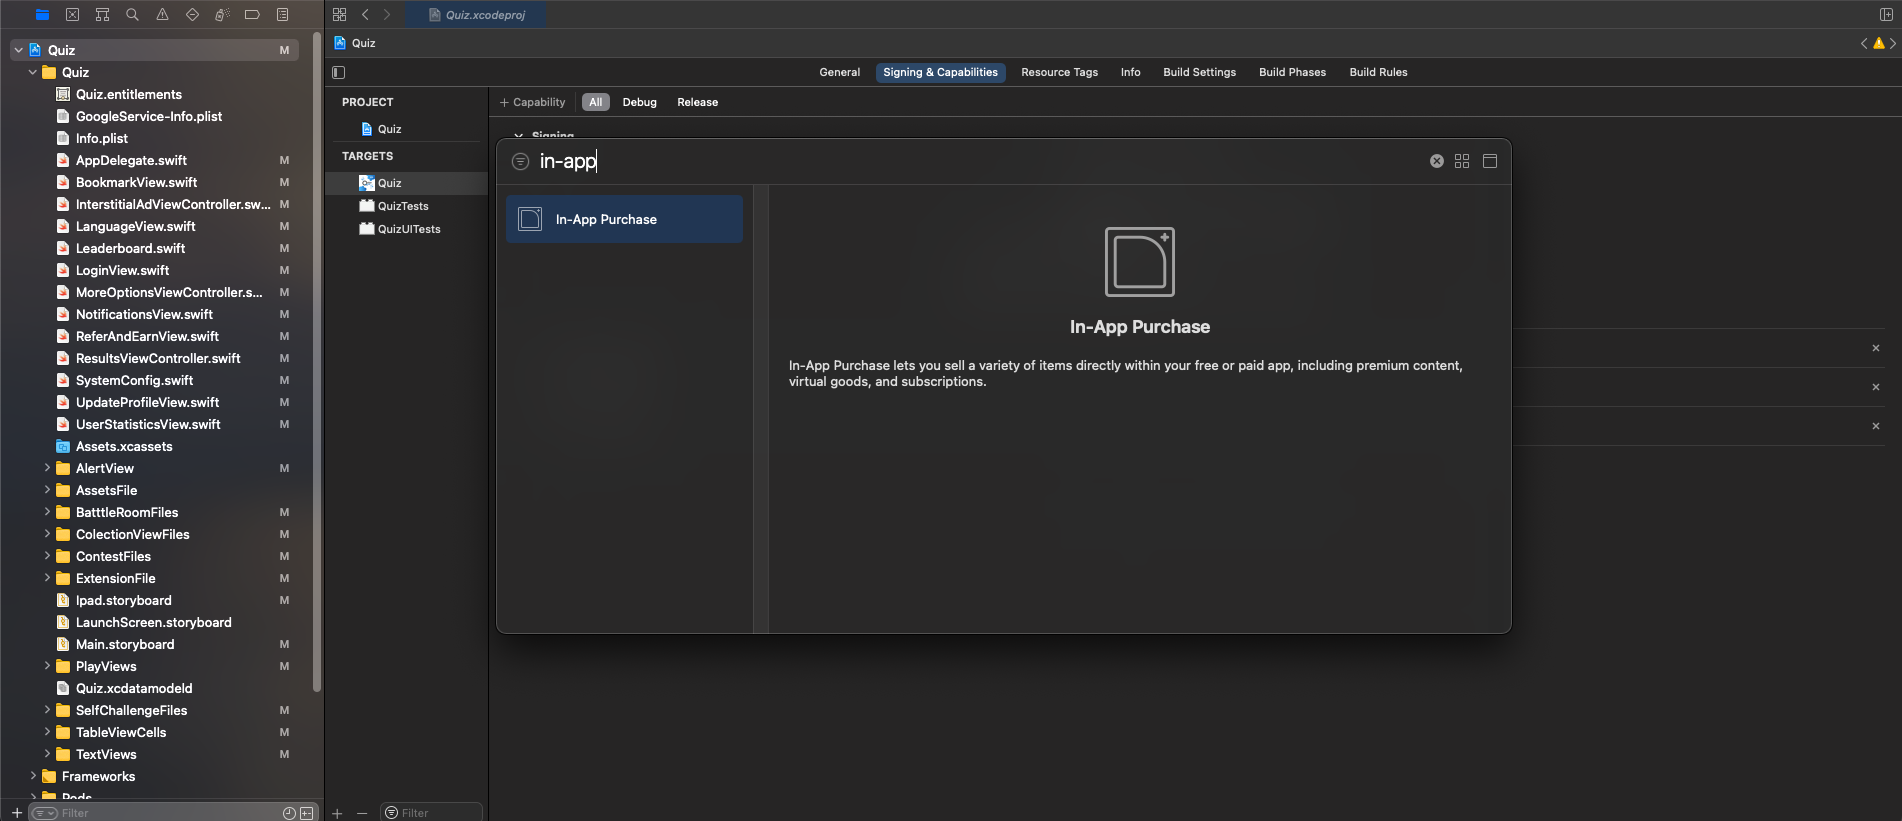 Quiz.xcodeproj
Quiz M
Quiz
Quiz.entitlements
GoogleService-Info.plist
Info.plist
AppDelegate.swift M
BookmarkView.swift M
InterstitialAdViewController.sw... M
LanguageView.swift M
Leaderboard.swift M
LoginView.swift M
MoreOptionsViewController.s... M
NotificationsView.swift M
ReferAndEarnView.swift M
ResultsViewController.swift M
SystemConfig.swift M
UpdateProfileView.swift M
UserStatisticsView.swift M
Assets.xcassets
AlertView M
AssetsFile
BatttleRoomFiles M
ColectionViewFiles M
ContestFiles M
ExtensionFile M
Ipad.storyboard M
LaunchScreen.storyboard
Main.storyboard M
PlayViews M
Quiz.xcdatamodeld
SelfChallengeFiles M
TableViewCells M
TextViews M
Frameworks
Pods
Filter
Quiz
General Signing & Capabilities Resource Tags Info Build Settings Build Phases Build Rules
PROJECT
Quiz
TARGETS
Quiz
QuizTests
QuizUITests
Filter
+ Capability All Debug Release
Signing
in-app
In-App Purchase
In-App Purchase
In-App Purchase lets you sell a variety of items directly within your free or paid app, including premium content,
virtual goods, and subscriptions.